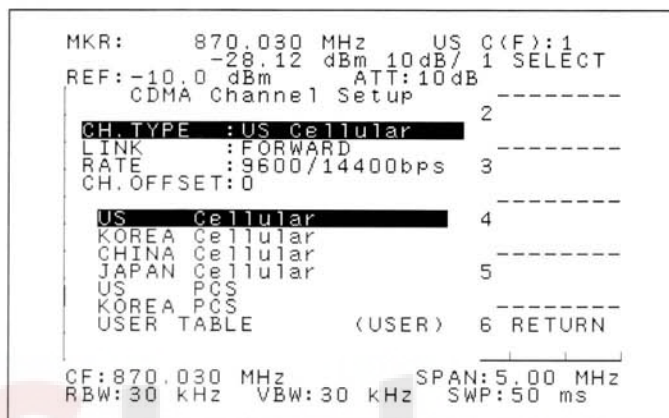 MKR: 870.030 MHz US C(F):1
-28.12 dBm 10dB/ 1 SELECT
REF:-10.0 dBm ATT:10dB
CDMA Channel Setup
2
CH.TYPE :US Cellular
LINK :FORWARD
RATE :9600/14400bps 3
CH.OFFSET:0
US Cellular 4
KOREA Cellular
CHINA Cellular
JAPAN Cellular 5
US PCS
KOREA PCS
USER TABLE (USER) 6 RETURN
CF:870.030 MHz SPAN:5.00 MHz
RBW:30 kHz VBW:30 kHz SWP:50 ms